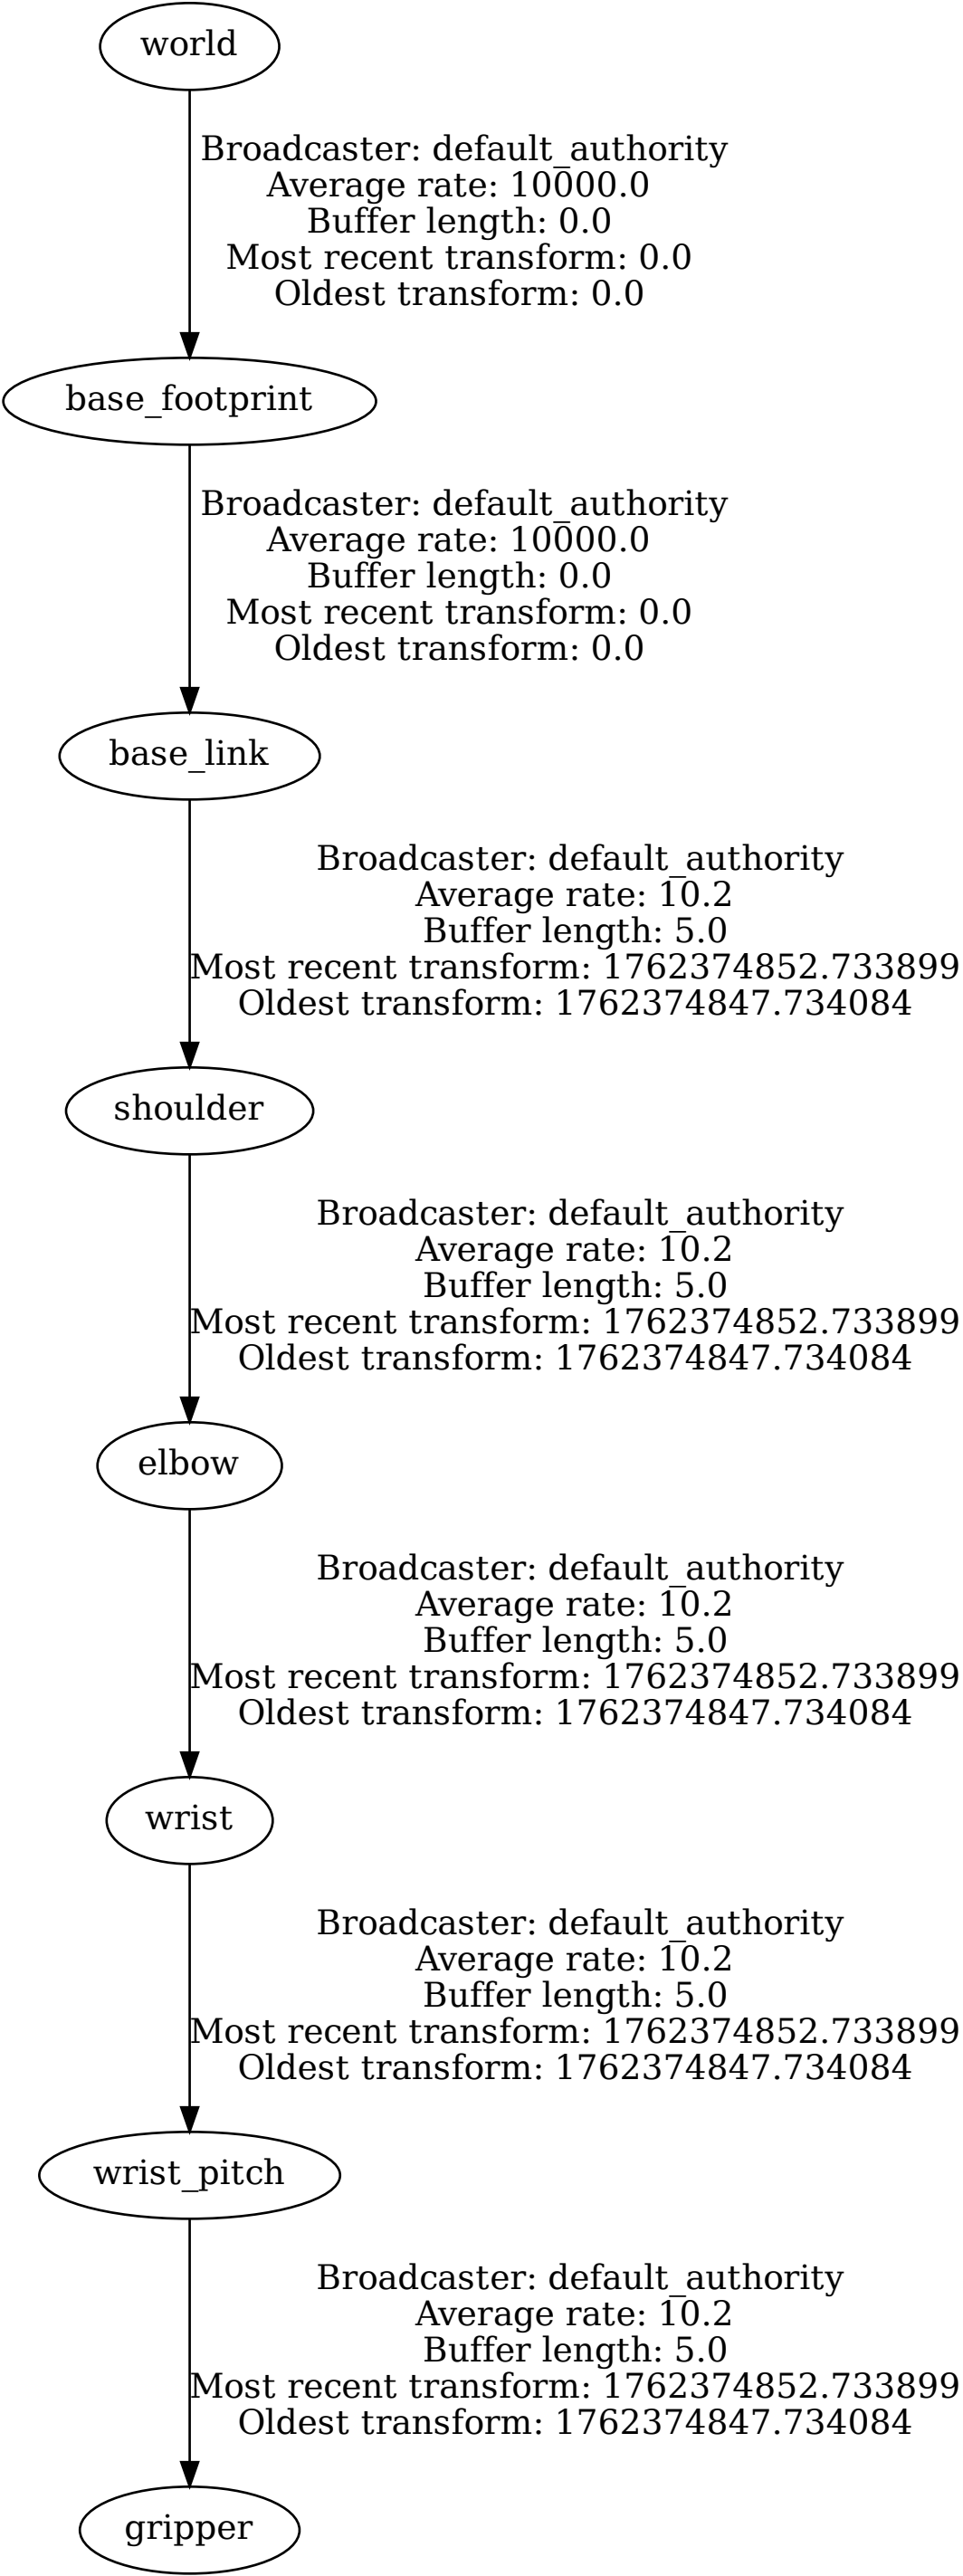 world
Broadcaster: default_authority
Average rate: 10000.0
Buffer length: 0.0
Most recent transform: 0.0
Oldest transform: 0.0
base_footprint
Broadcaster: default_authority
Average rate: 10000.0
Buffer length: 0.0
Most recent transform: 0.0
Oldest transform: 0.0
base_link
Broadcaster: default_authority
Average rate: 10.2
Buffer length: 5.0
Most recent transform: 1762374852.733899
Oldest transform: 1762374847.734084
shoulder
Broadcaster: default_authority
Average rate: 10.2
Buffer length: 5.0
Most recent transform: 1762374852.733899
Oldest transform: 1762374847.734084
elbow
Broadcaster: default_authority
Average rate: 10.2
Buffer length: 5.0
Most recent transform: 1762374852.733899
Oldest transform: 1762374847.734084
wrist
Broadcaster: default_authority
Average rate: 10.2
Buffer length: 5.0
Most recent transform: 1762374852.733899
Oldest transform: 1762374847.734084
wrist_pitch
Broadcaster: default_authority
Average rate: 10.2
Buffer length: 5.0
Most recent transform: 1762374852.733899
Oldest transform: 1762374847.734084
gripper